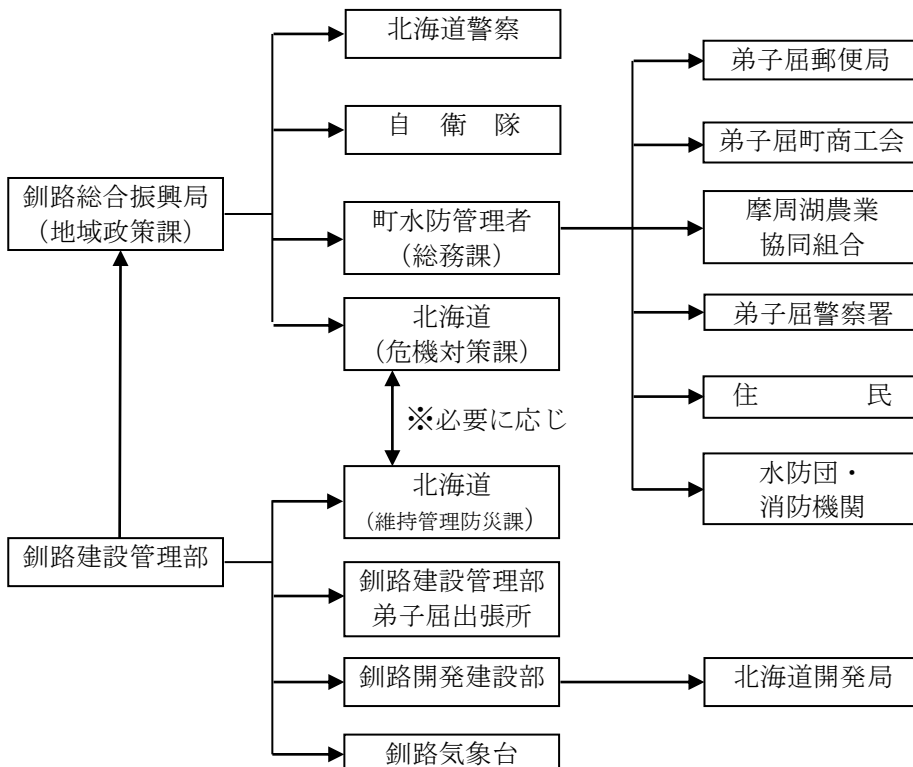 北海道警察
自　衛　隊
釧路総合振興局
（地域政策課）
町水防管理者
（総務課）
北海道
（危機対策課）
※必要に応じ
北海道
（維持管理防災課）
釧路建設管理部
釧路建設管理部
弟子屈出張所
釧路開発建設部
釧路気象台
弟子屈郵便局
弟子屈町商工会
摩周湖農業
協同組合
弟子屈警察署
住　　　　民
水防団・
消防機関
北海道開発局